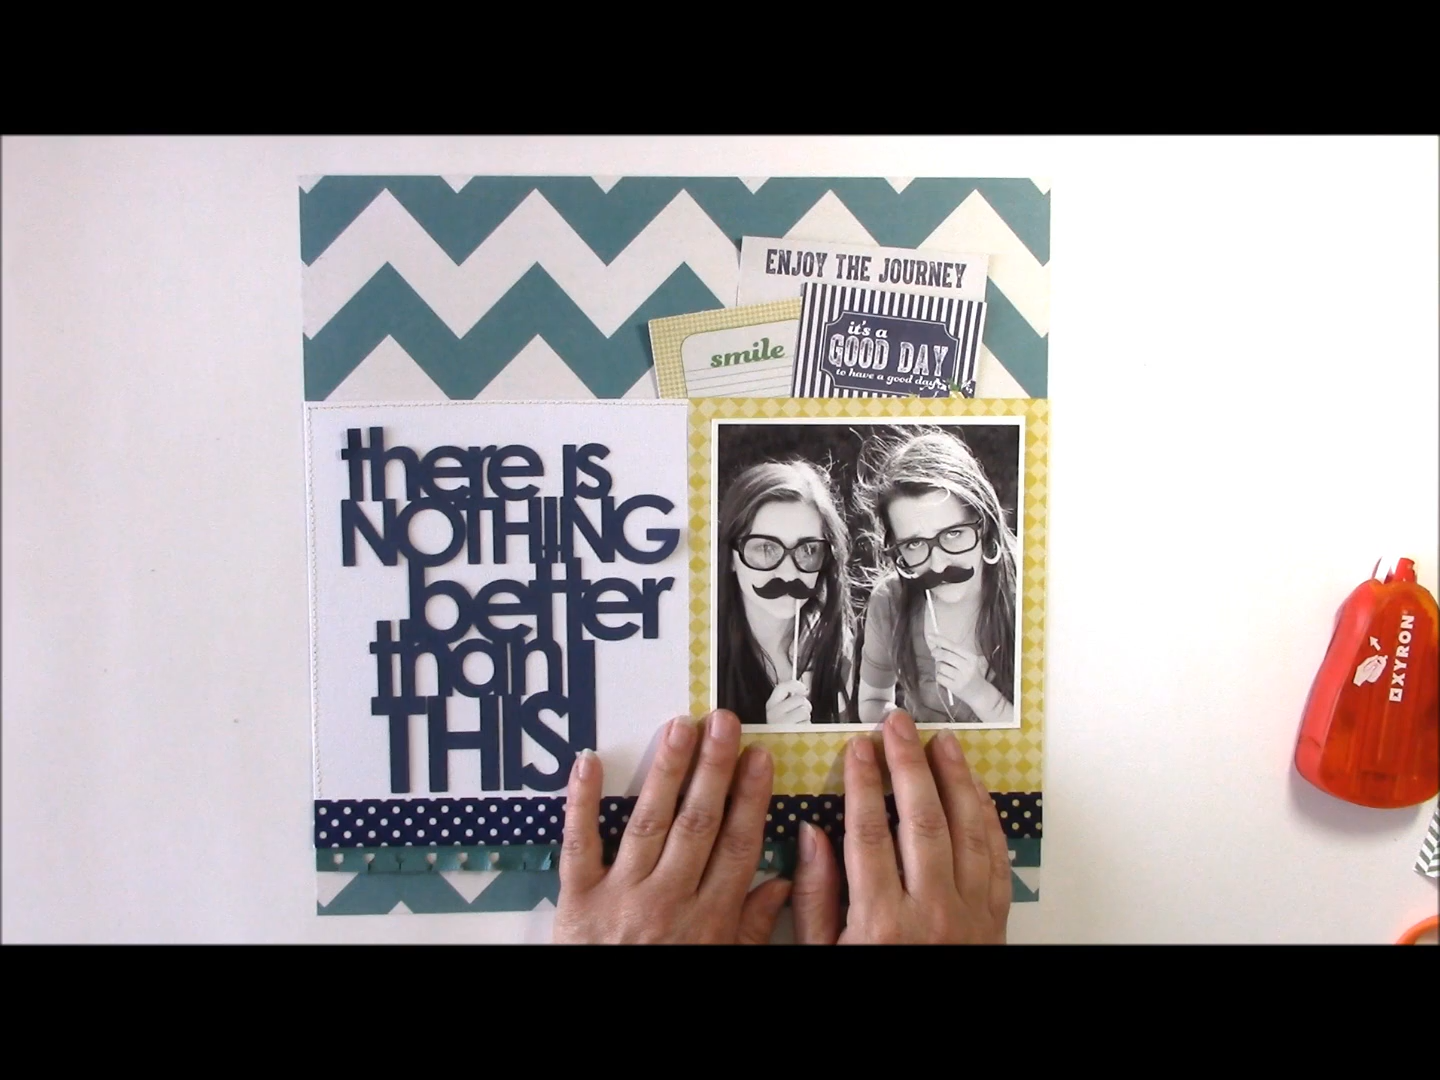 ENJOY THE JOURNEY
smile
it's a
GOOD DAY
to have a good day
there is
NOTHING
better
than
THIS
XYRON